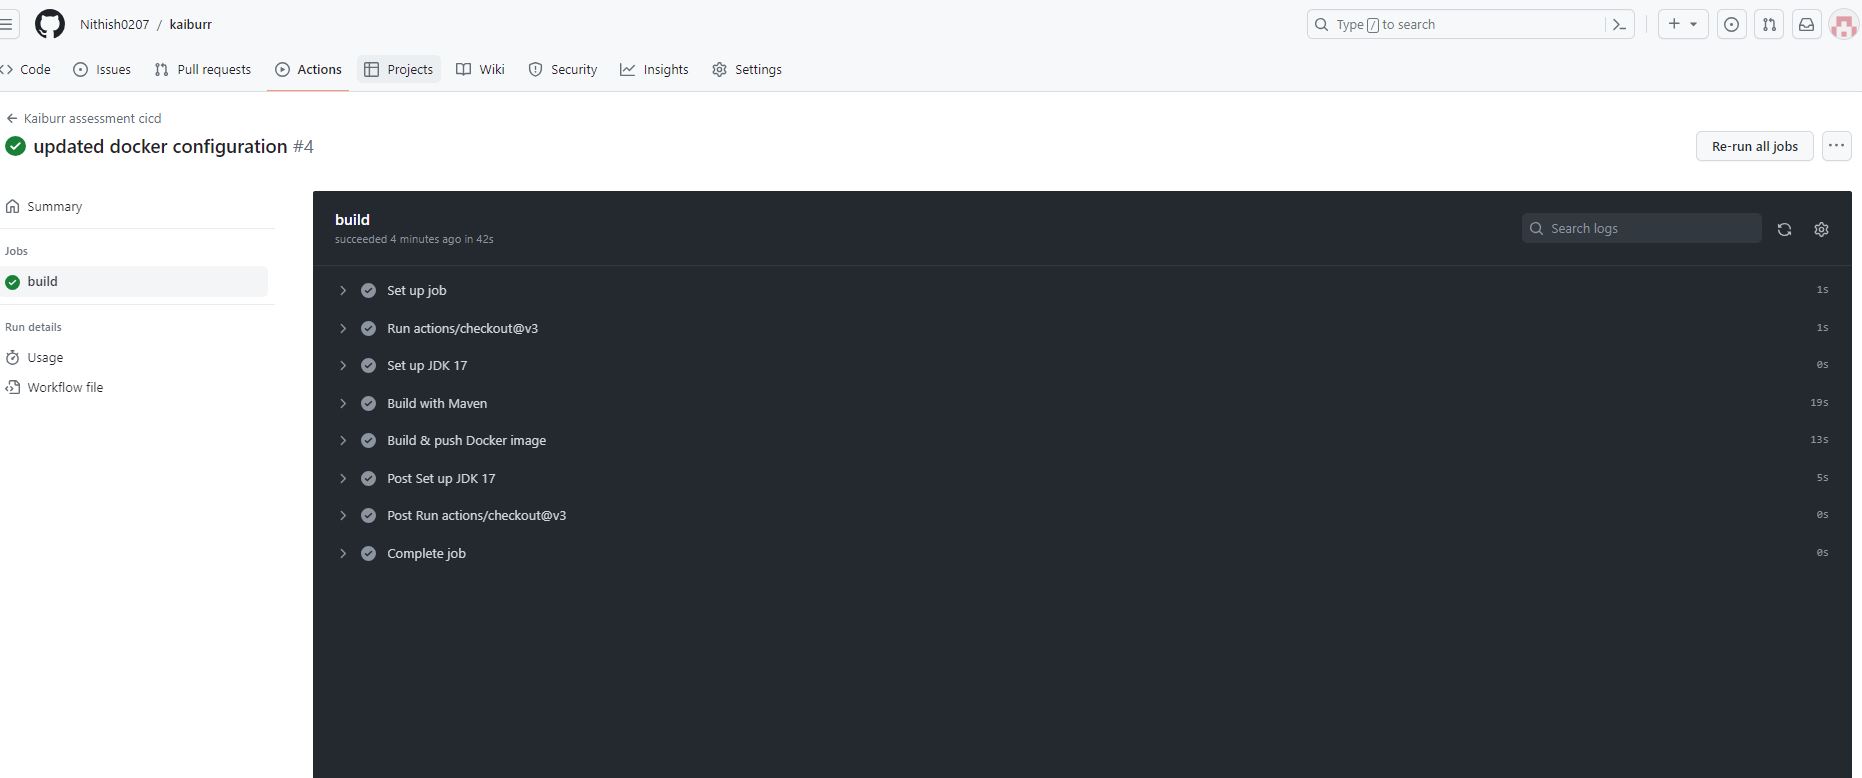 Nithish0207 / kaiburr
Type / to search
Code Issues Pull requests Actions Projects Wiki Security Insights Settings
Kaiburr assessment cicd
updated docker configuration #4
Re-run all jobs
Summary
Jobs
build
Run details
Usage
Workflow file
build
succeeded 4 minutes ago in 42s
Search logs
Set up job 1s
Run actions/checkout@v3 1s
Set up JDK 17 0s
Build with Maven 19s
Build & push Docker image 13s
Post Set up JDK 17 5s
Post Run actions/checkout@v3 0s
Complete job 0s